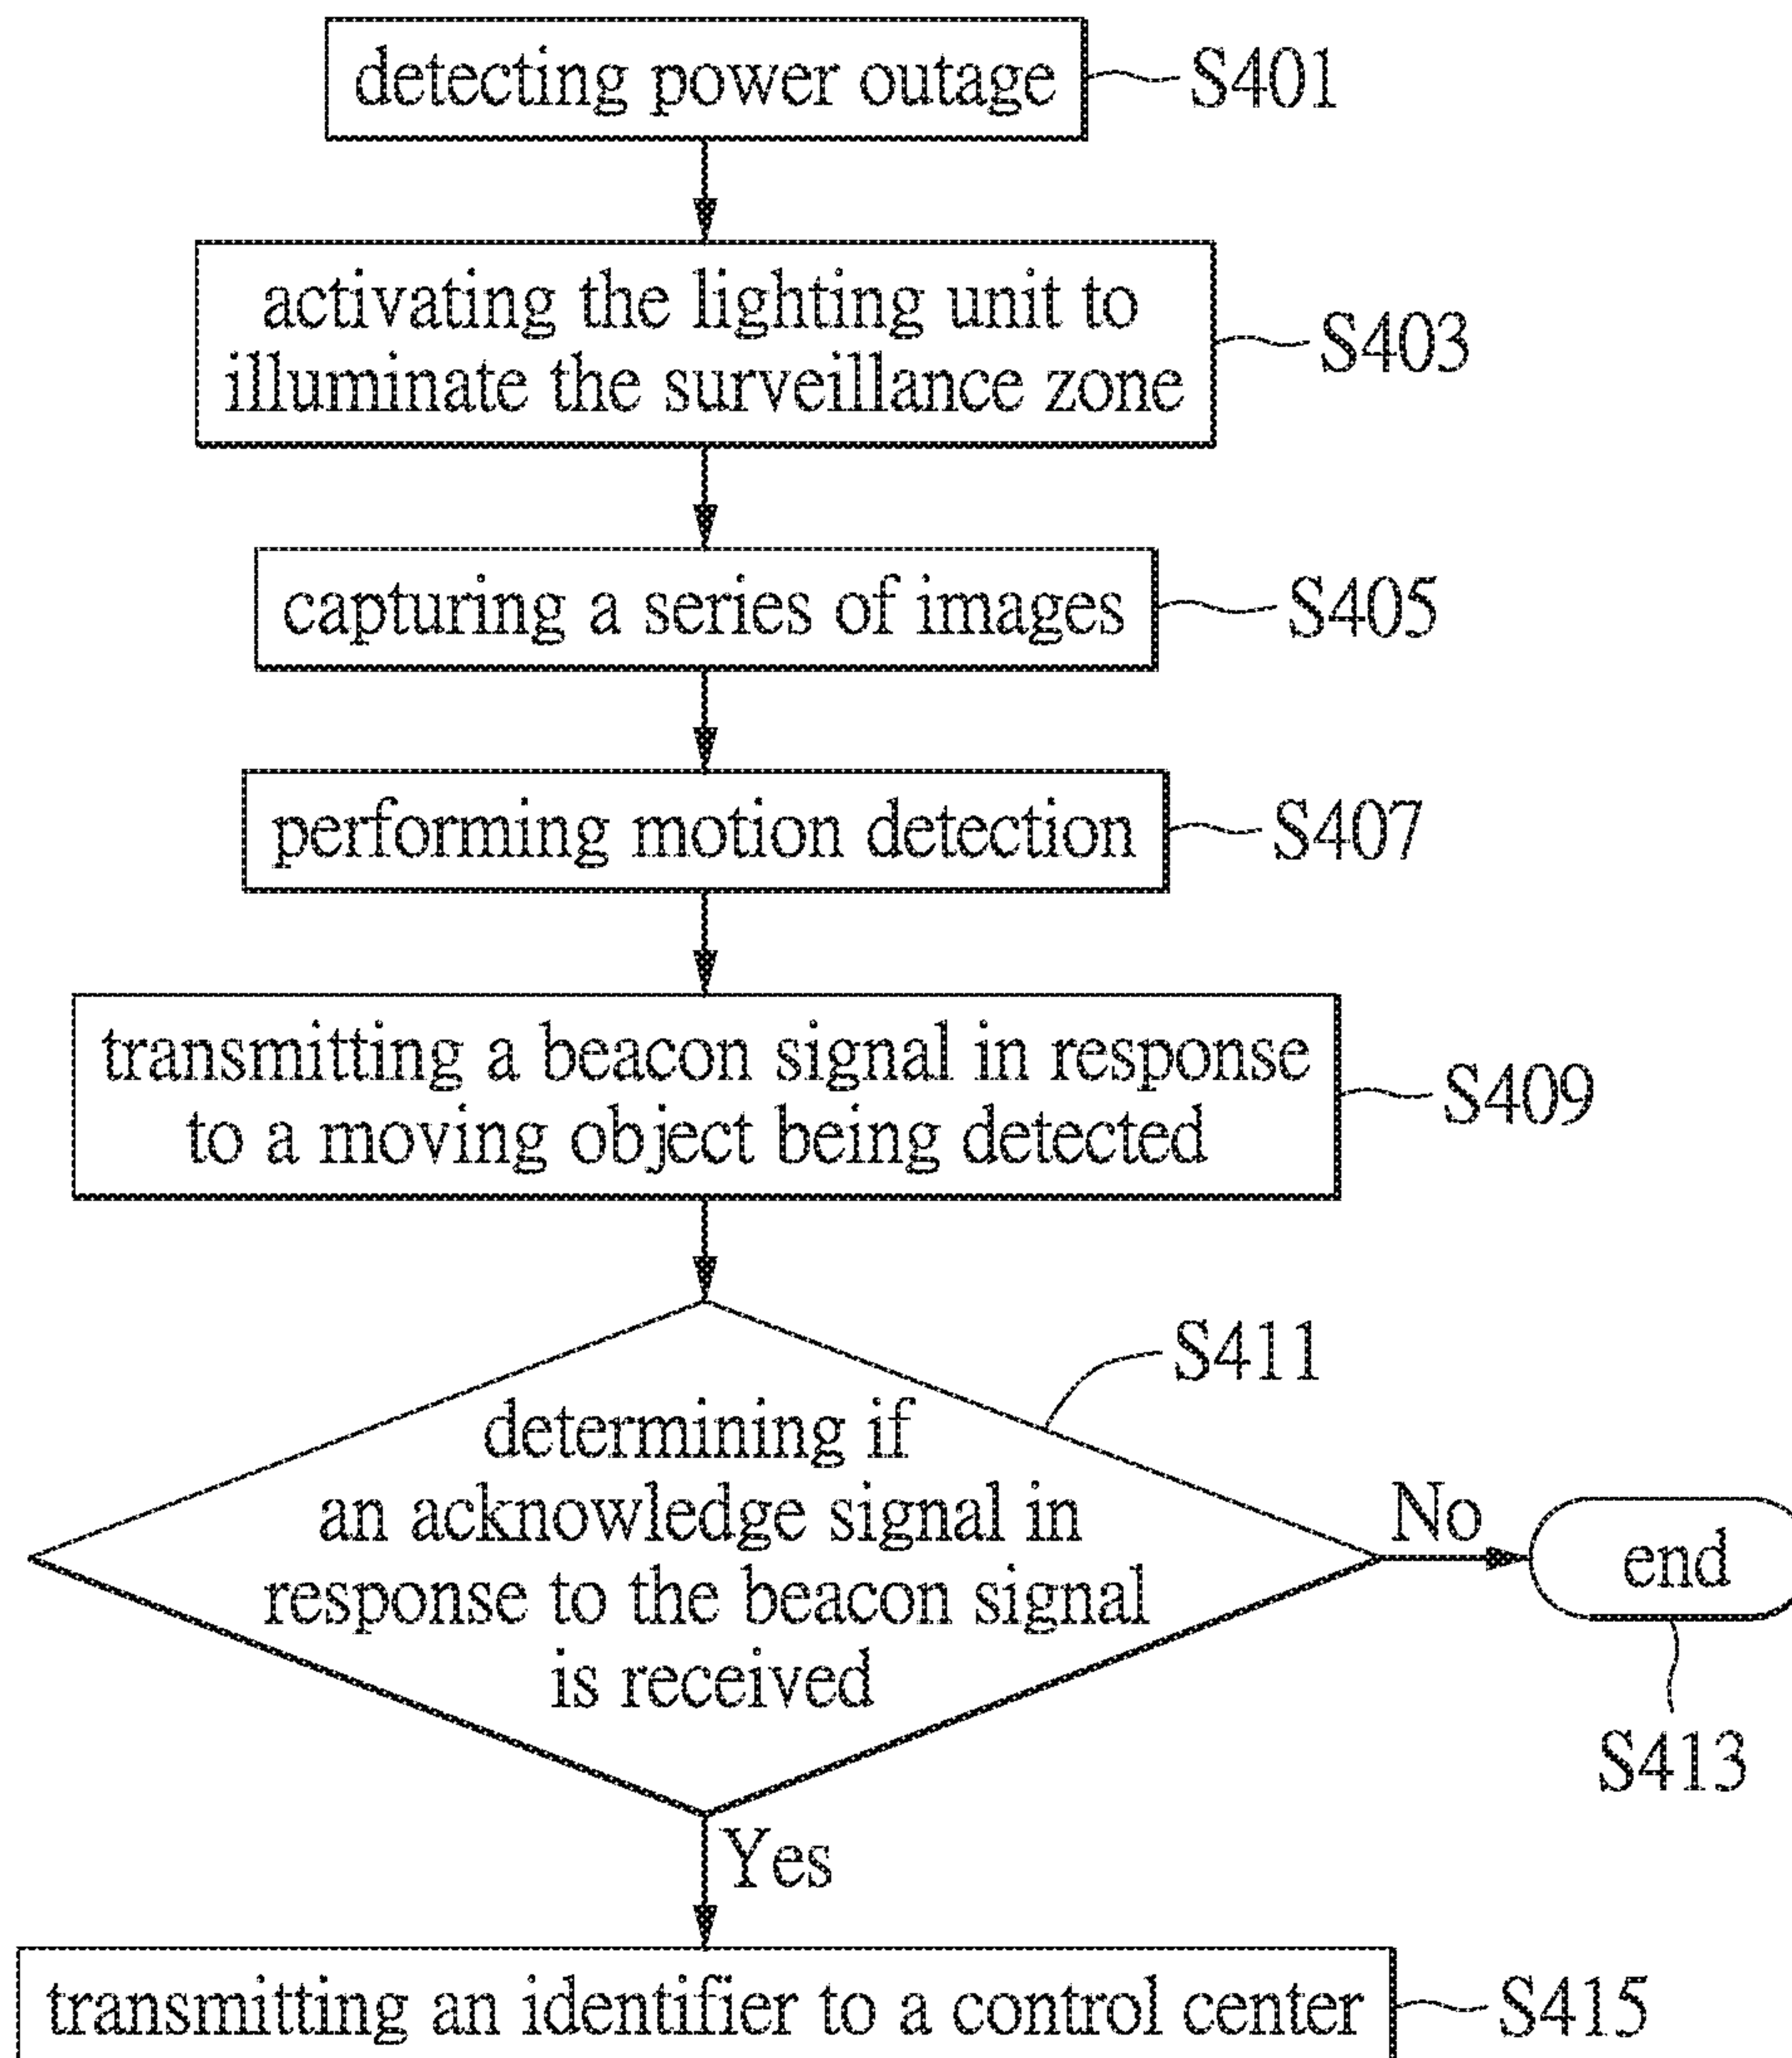 detecting power outage
S401
activating the lighting unit to
illuminate the surveillance zone
S403
capturing a series of images
S405
performing motion detection
S407
transmitting a beacon signal in response
to a moving object being detected
S409
S411
determining if
an acknowledge signal in
response to the beacon signal
is received
No
end
S413
Yes
transmitting an identifier to a control center
S415